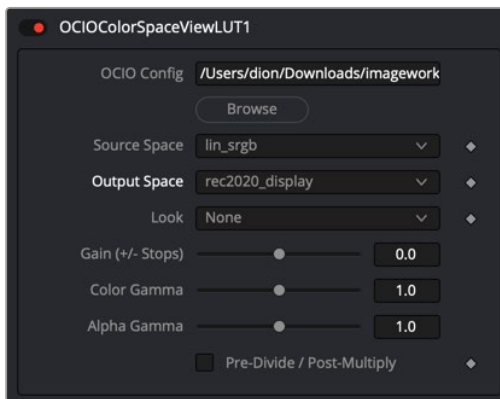 OCIOColorSpaceViewLUT1
OCIO Config /Users/dion/Downloads/imagework
Browse
Source Space lin_srgb
Output Space rec2020_display
Look None
Gain (+/- Stops) 0.0
Color Gamma 1.0
Alpha Gamma 1.0
Pre-Divide / Post-Multiply